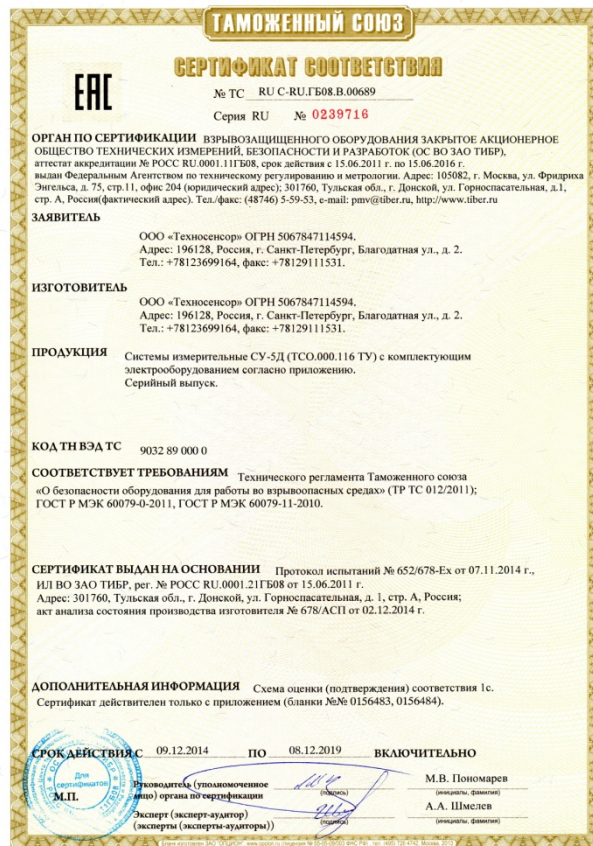 ТАМОЖЕННЫЙ СОЮЗ
СЕРТИФИКАТ СООТВЕТСТВИЯ
ЕАС
№ ТС RU С-RU.ГБ08.В.00689
Серия RU № 0239716
ОРГАН ПО СЕРТИФИКАЦИИ ВЗРЫВОЗАЩИЩЕННОГО ОБОРУДОВАНИЯ ЗАКРЫТОЕ АКЦИОНЕРНОЕ
ОБЩЕСТВО ТЕХНИЧЕСКИХ ИЗМЕРЕНИЙ, БЕЗОПАСНОСТИ И РАЗРАБОТОК (ОС ВО ЗАО ТИБР),
аттестат аккредитации № РОСС RU.0001.11ГБ08, срок действия с 15.06.2011 г. по 15.06.2016 г.
выдан Федеральным Агентством по техническому регулированию и метрологии. Адрес: 105082, г. Москва, ул. Фридриха
Энгельса, д. 75, стр.11, офис 204 (юридический адрес); 301760, Тульская обл., г. Донской, ул. Горноспасательная, д.1,
стр. А, Россия(фактический адрес). Тел./факс: (48746) 5-59-53, e-mail: pmv@tiber.ru, http://www.tiber.ru
ЗАЯВИТЕЛЬ
ООО «Техносенсор» ОГРН 5067847114594.
Адрес: 196128, Россия, г. Санкт-Петербург, Благодатная ул., д. 2.
Тел.: +78123699164, факс: +78129111531.
ИЗГОТОВИТЕЛЬ
ООО «Техносенсор» ОГРН 5067847114594.
Адрес: 196128, Россия, г. Санкт-Петербург, Благодатная ул., д. 2.
Тел.: +78123699164, факс: +78129111531.
ПРОДУКЦИЯ Системы измерительные СУ-5Д (ТСО.000.116 ТУ) с комплектующим
электрооборудованием согласно приложению.
Серийный выпуск.
КОД ТН ВЭД ТС 9032 89 000 0
СООТВЕТСТВУЕТ ТРЕБОВАНИЯМ Технического регламента Таможенного союза
«О безопасности оборудования для работы во взрывоопасных средах» (ТР ТС 012/2011);
ГОСТ Р МЭК 60079-0-2011, ГОСТ Р МЭК 60079-11-2010.
СЕРТИФИКАТ ВЫДАН НА ОСНОВАНИИ Протокол испытаний № 652/678-Ех от 07.11.2014 г.,
ИЛ ВО ЗАО ТИБР, рег. № РОСС RU.0001.21ГБ08 от 15.06.2011 г.
Адрес: 301760, Тульская обл., г. Донской, ул. Горноспасательная, д. 1, стр. А, Россия;
акт анализа состояния производства изготовителя № 678/АСП от 02.12.2014 г.
ДОПОЛНИТЕЛЬНАЯ ИНФОРМАЦИЯ Схема оценки (подтверждения) соответствия 1с.
Сертификат действителен только с приложением (бланки №№ 0156483, 0156484).
СРОК ДЕЙСТВИЯ С 09.12.2014 ПО 08.12.2019 ВКЛЮЧИТЕЛЬНО
Для
сертификатов
М.П.
Руководитель (уполномоченное
лицо) органа по сертификации
(подпись)
М.В. Пономарев
(инициалы, фамилия)
Эксперт (эксперт-аудитор)
(эксперты (эксперты-аудиторы))
(подпись)
А.А. Шмелев
(инициалы, фамилия)